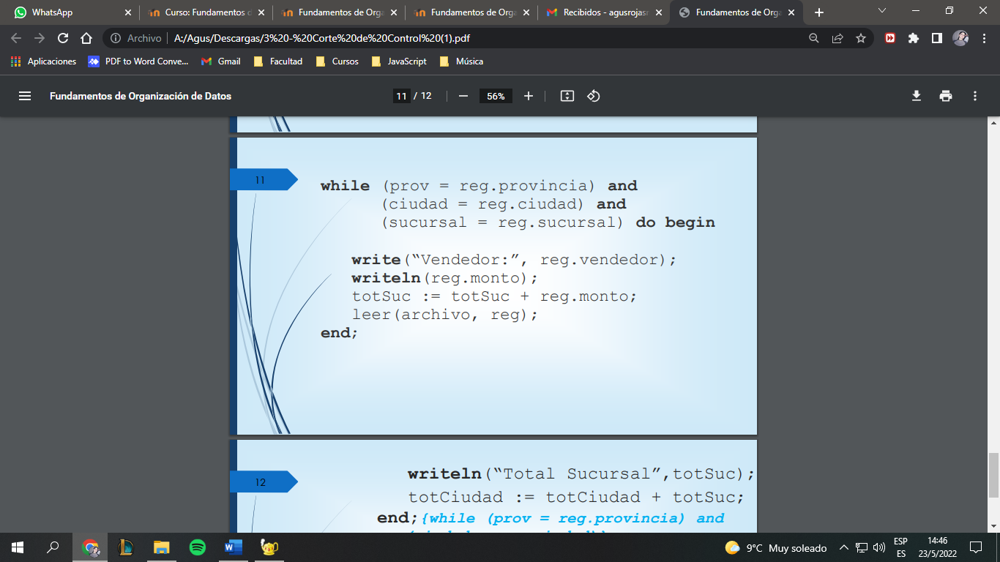 WhatsApp
Curso: Fundamentos d
Fundamentos de Orga
Fundamentos de Orga
Recibidos - agusrojasr
Fundamentos de Orga
Archivo | A:/Agus/Descargas/3%20-%20Corte%20de%20Control%20(1).pdf
Aplicaciones
PDF to Word Conve...
Gmail
Facultad
Cursos
JavaScript
Música
Fundamentos de Organización de Datos
11 / 12
56%
11
while (prov = reg.provincia) and
(ciudad = reg.ciudad) and
(sucursal = reg.sucursal) do begin
write(“Vendedor:”, reg.vendedor);
writeln(reg.monto);
totSuc := totSuc + reg.monto;
leer(archivo, reg);
end;
12
writeln(“Total Sucursal”,totSuc);
totCiudad := totCiudad + totSuc;
end;{while (prov = reg.provincia) and
9°C Muy soleado
ESP
ES
14:46
23/5/2022